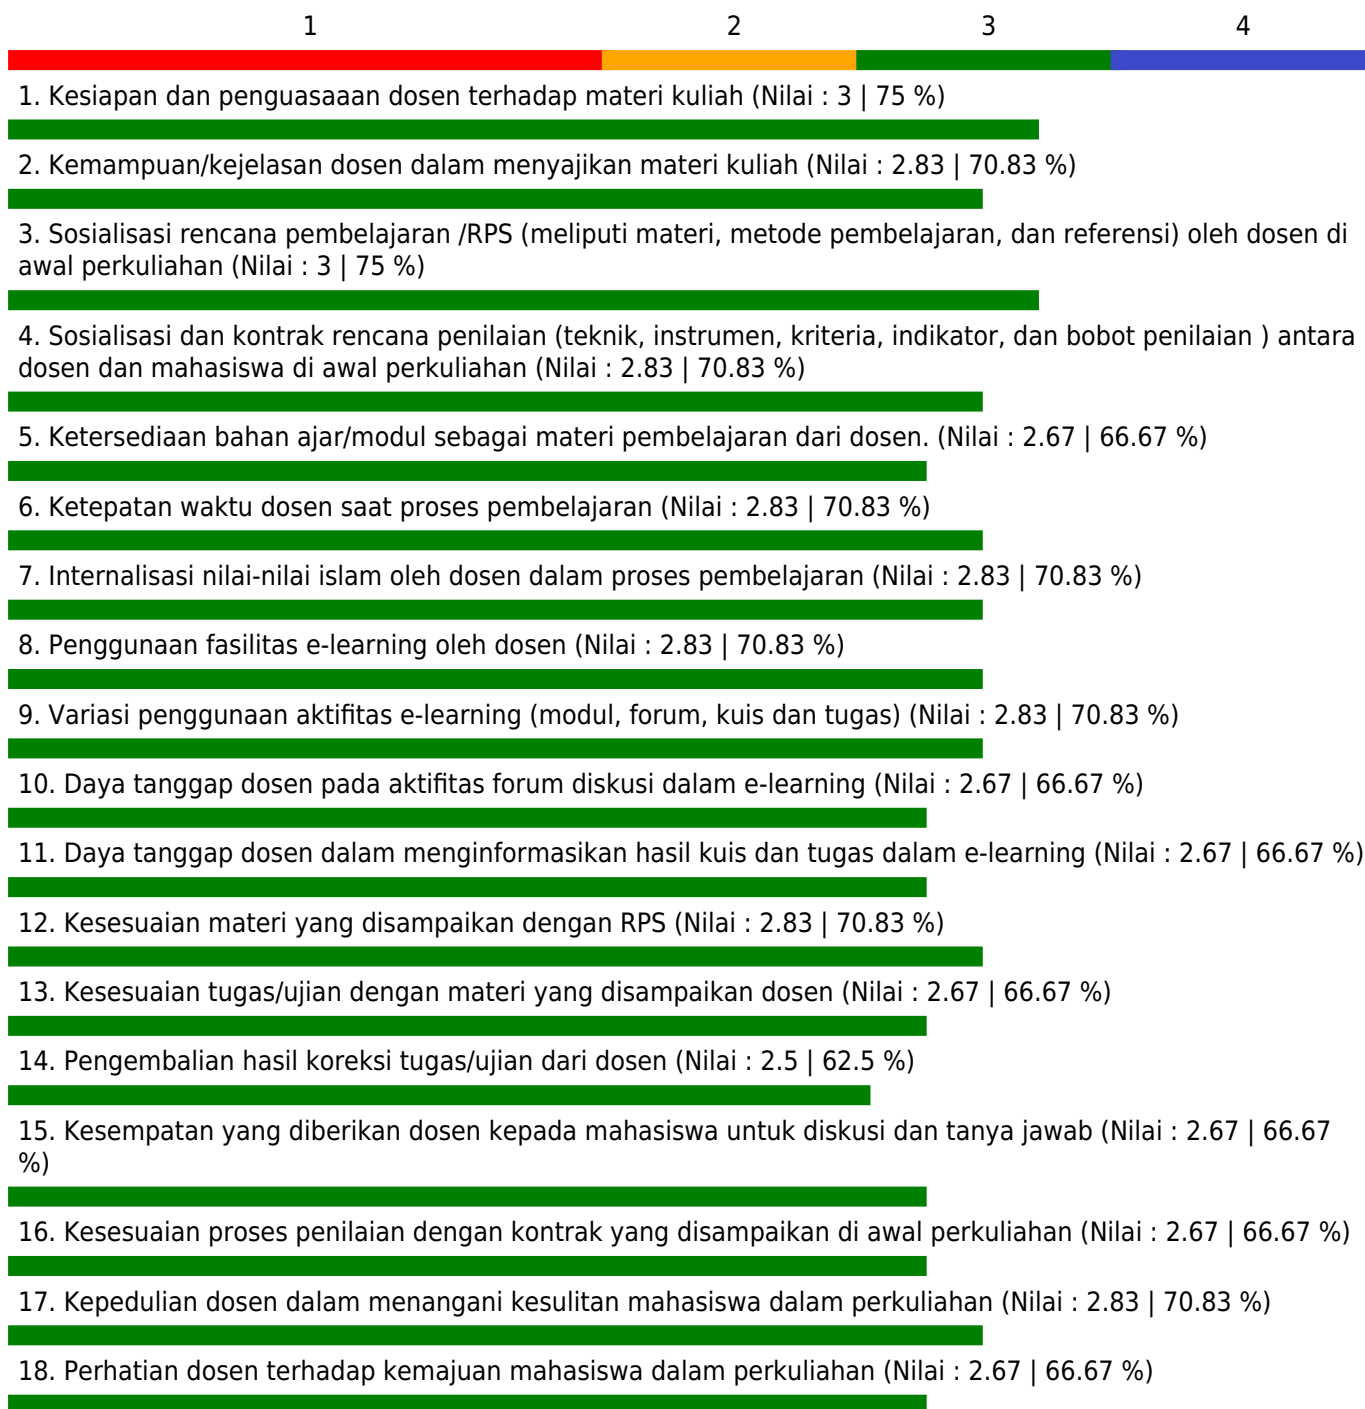 1 2 3 4
1. Kesiapan dan penguasaaan dosen terhadap materi kuliah (Nilai : 3 | 75 %)
2. Kemampuan/kejelasan dosen dalam menyajikan materi kuliah (Nilai : 2.83 | 70.83 %)
3. Sosialisasi rencana pembelajaran /RPS (meliputi materi, metode pembelajaran, dan referensi) oleh dosen di
awal perkuliahan (Nilai : 3 | 75 %)
4. Sosialisasi dan kontrak rencana penilaian (teknik, instrumen, kriteria, indikator, dan bobot penilaian ) antara
dosen dan mahasiswa di awal perkuliahan (Nilai : 2.83 | 70.83 %)
5. Ketersediaan bahan ajar/modul sebagai materi pembelajaran dari dosen. (Nilai : 2.67 | 66.67 %)
6. Ketepatan waktu dosen saat proses pembelajaran (Nilai : 2.83 | 70.83 %)
7. Internalisasi nilai-nilai islam oleh dosen dalam proses pembelajaran (Nilai : 2.83 | 70.83 %)
8. Penggunaan fasilitas e-learning oleh dosen (Nilai : 2.83 | 70.83 %)
9. Variasi penggunaan aktifitas e-learning (modul, forum, kuis dan tugas) (Nilai : 2.83 | 70.83 %)
10. Daya tanggap dosen pada aktifitas forum diskusi dalam e-learning (Nilai : 2.67 | 66.67 %)
11. Daya tanggap dosen dalam menginformasikan hasil kuis dan tugas dalam e-learning (Nilai : 2.67 | 66.67 %)
12. Kesesuaian materi yang disampaikan dengan RPS (Nilai : 2.83 | 70.83 %)
13. Kesesuaian tugas/ujian dengan materi yang disampaikan dosen (Nilai : 2.67 | 66.67 %)
14. Pengembalian hasil koreksi tugas/ujian dari dosen (Nilai : 2.5 | 62.5 %)
15. Kesempatan yang diberikan dosen kepada mahasiswa untuk diskusi dan tanya jawab (Nilai : 2.67 | 66.67
%)
16. Kesesuaian proses penilaian dengan kontrak yang disampaikan di awal perkuliahan (Nilai : 2.67 | 66.67 %)
17. Kepedulian dosen dalam menangani kesulitan mahasiswa dalam perkuliahan (Nilai : 2.83 | 70.83 %)
18. Perhatian dosen terhadap kemajuan mahasiswa dalam perkuliahan (Nilai : 2.67 | 66.67 %)